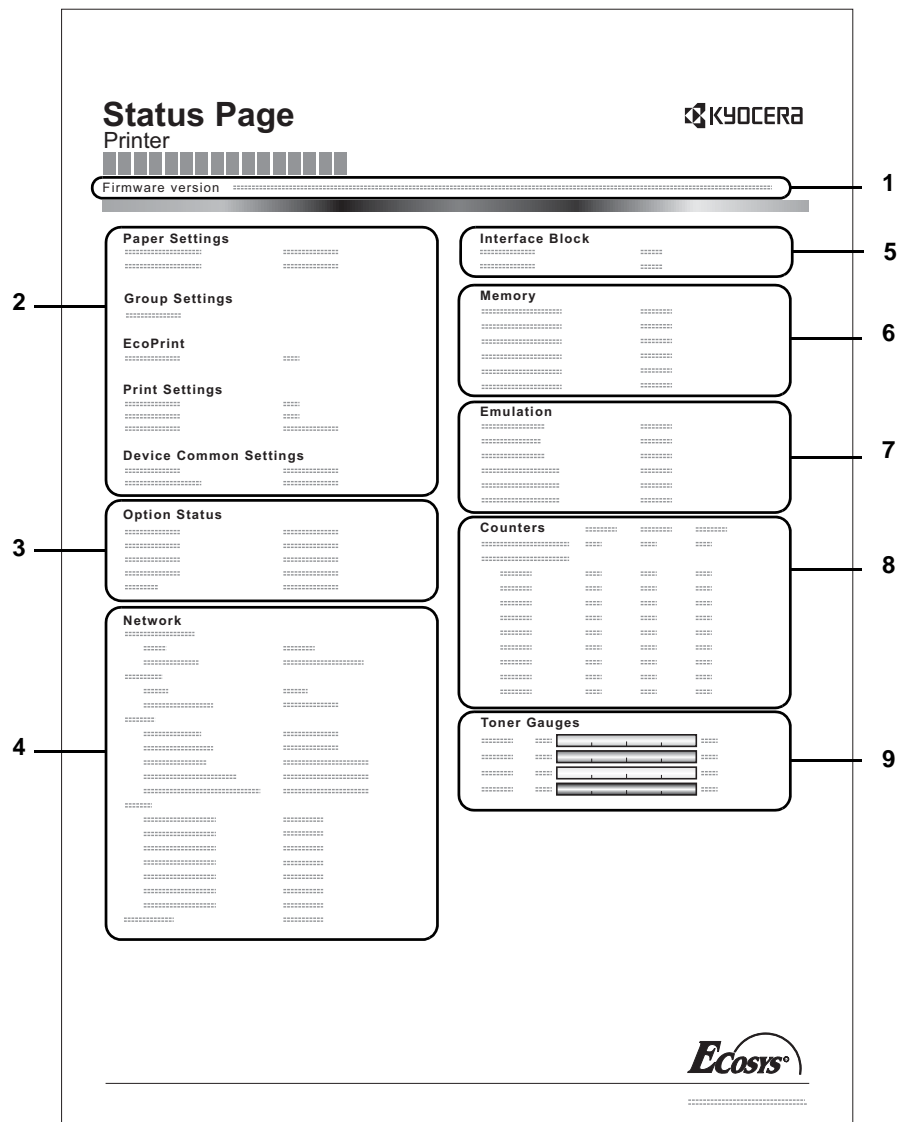 Status Page
KYOCERA
Printer
Firmware version
1
Paper Settings
Group Settings
EcoPrint
Print Settings
Device Common Settings
2
Option Status
3
Network
4
Interface Block
5
Memory
6
Emulation
7
Counters
8
Toner Gauges
9
Ecosys